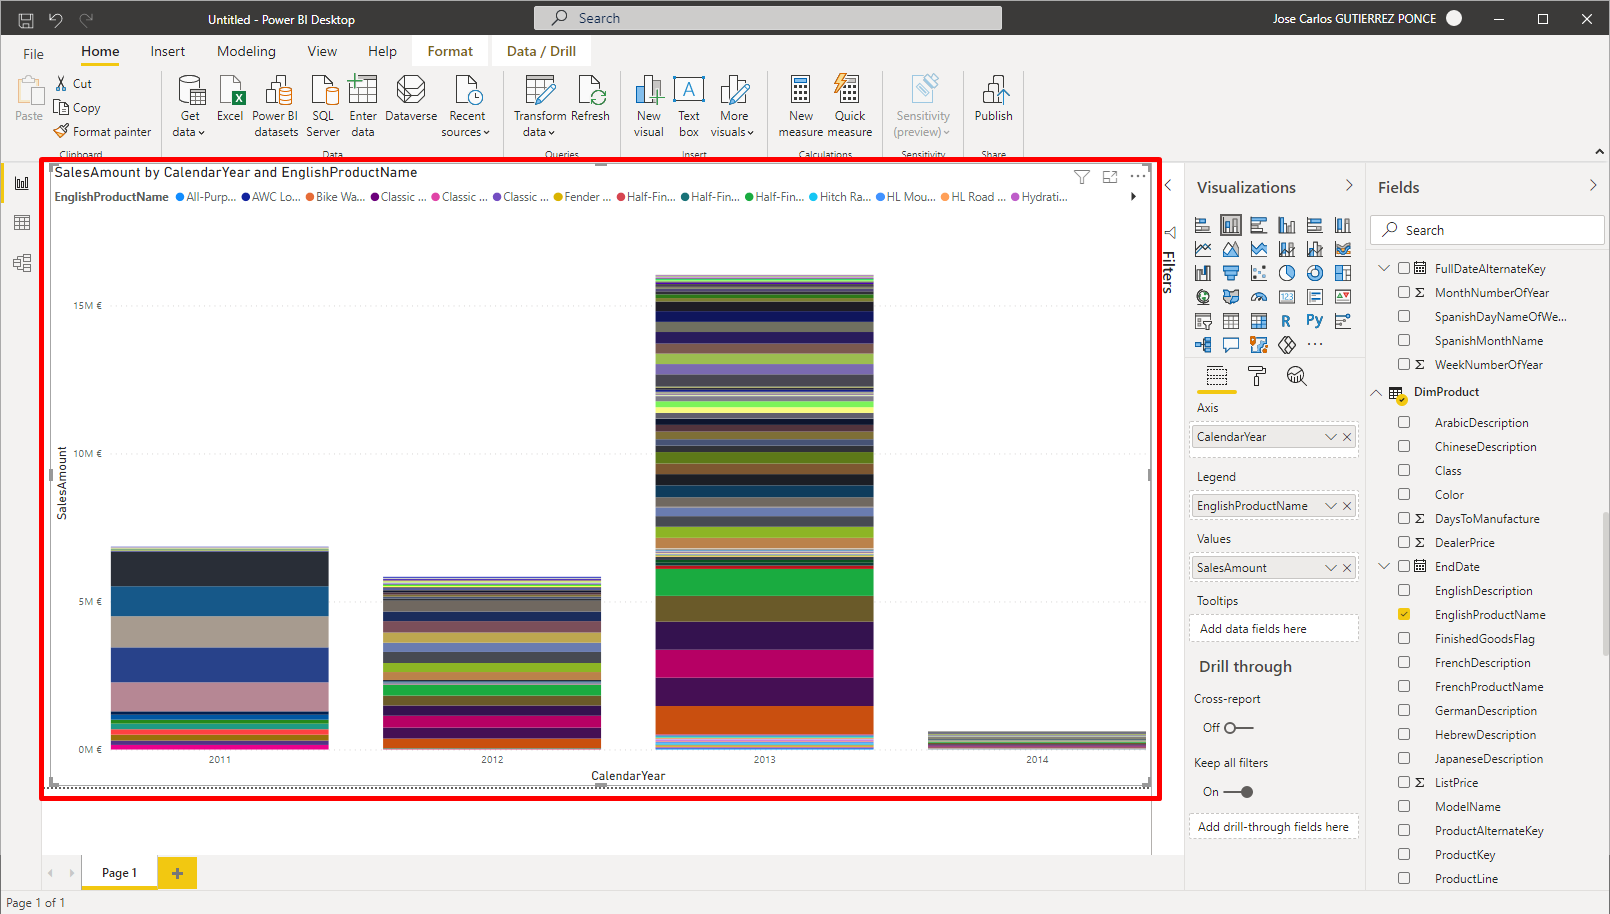 Untitled - Power BI Desktop
Search
Jose Carlos GUTIERREZ PONCE
File
Home
Insert
Modeling
View
Help
Format
Data / Drill
Paste
Cut
Copy
Format painter
Clipboard
Get data
Excel
Power BI datasets
SQL Server
Enter data
Dataverse
Recent sources
Data
Transform data
Refresh
Queries
New visual
Text box
More visuals
Insert
New measure
Quick measure
Calculations
Sensitivity (preview)
Sensitivity
Publish
Share
SalesAmount by CalendarYear and EnglishProductName
EnglishProductName
All-Purp...
AWC Lo...
Bike Wa...
Classic ...
Classic ...
Classic ...
Fender ...
Half-Fin...
Half-Fin...
Half-Fin...
Hitch Ra...
HL Mou...
HL Road ...
Hydrati...
SalesAmount
15M €
10M €
5M €
0M €
2011
2012
2013
2014
CalendarYear
Filters
Visualizations
123
R
Py
Axis
CalendarYear
Legend
EnglishProductName
Values
SalesAmount
Tooltips
Add data fields here
Drill through
Cross-report
Off
Keep all filters
On
Add drill-through fields here
Fields
Search
FullDateAlternateKey
MonthNumberOfYear
SpanishDayNameOfWe...
SpanishMonthName
WeekNumberOfYear
DimProduct
ArabicDescription
ChineseDescription
Class
Color
DaysToManufacture
DealerPrice
EndDate
EnglishDescription
EnglishProductName
FinishedGoodsFlag
FrenchDescription
FrenchProductName
GermanDescription
HebrewDescription
JapaneseDescription
ListPrice
ModelName
ProductAlternateKey
ProductKey
ProductLine
Page 1
Page 1 of 1